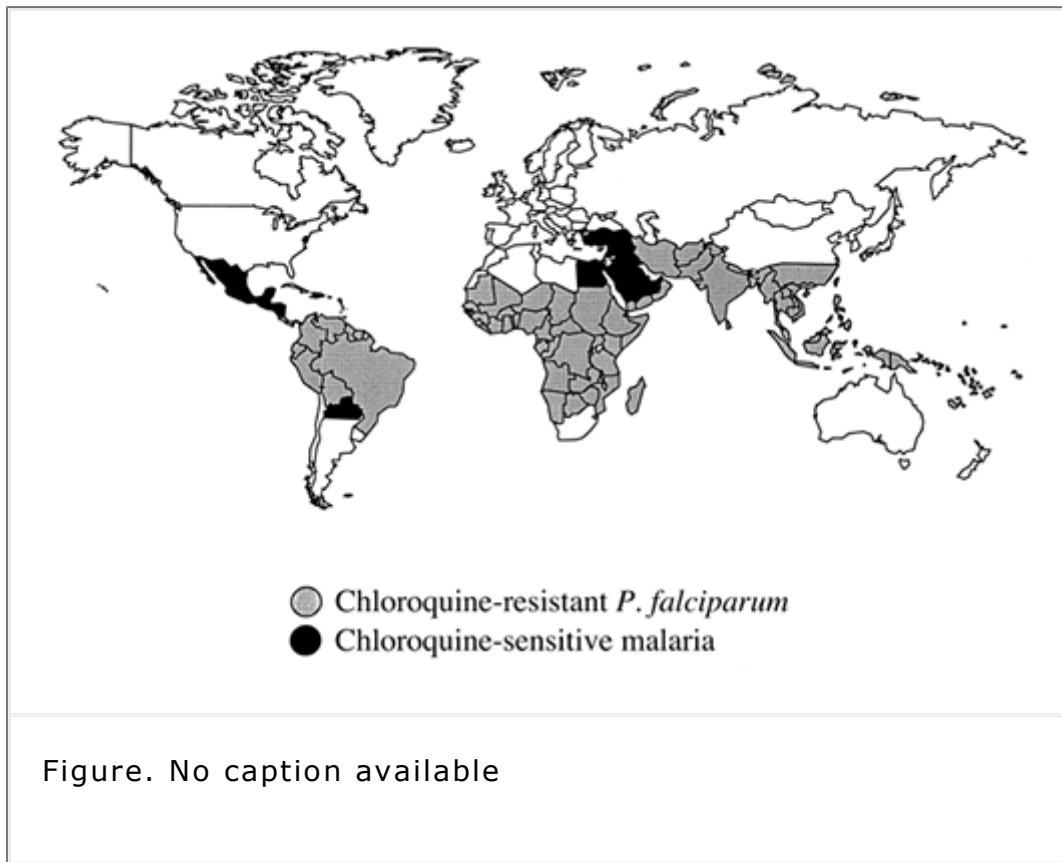 Chloroquine-resistant P. falciparum
Chloroquine-sensitive malaria
Figure. No caption available